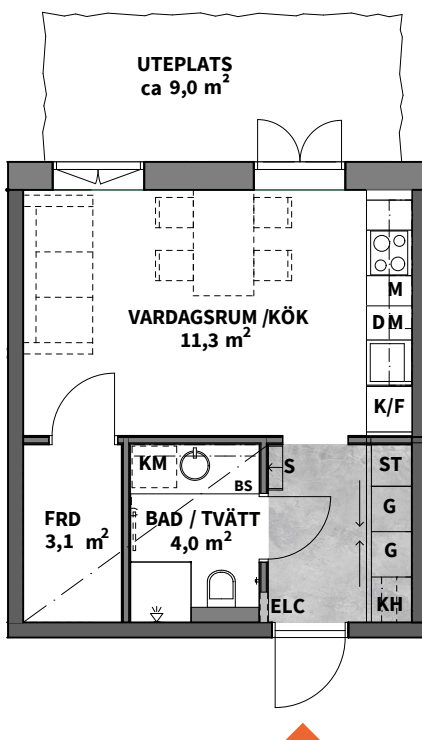 UTEPLATS
ca 9,0 m²
M
VARDAGSRUM /KÖK
11,3 m²
DM
K/F
KM
S
ST
BS
G
FRD
3,1 m²
BAD / TVÄTT
4,0 m²
G
ELC
KH